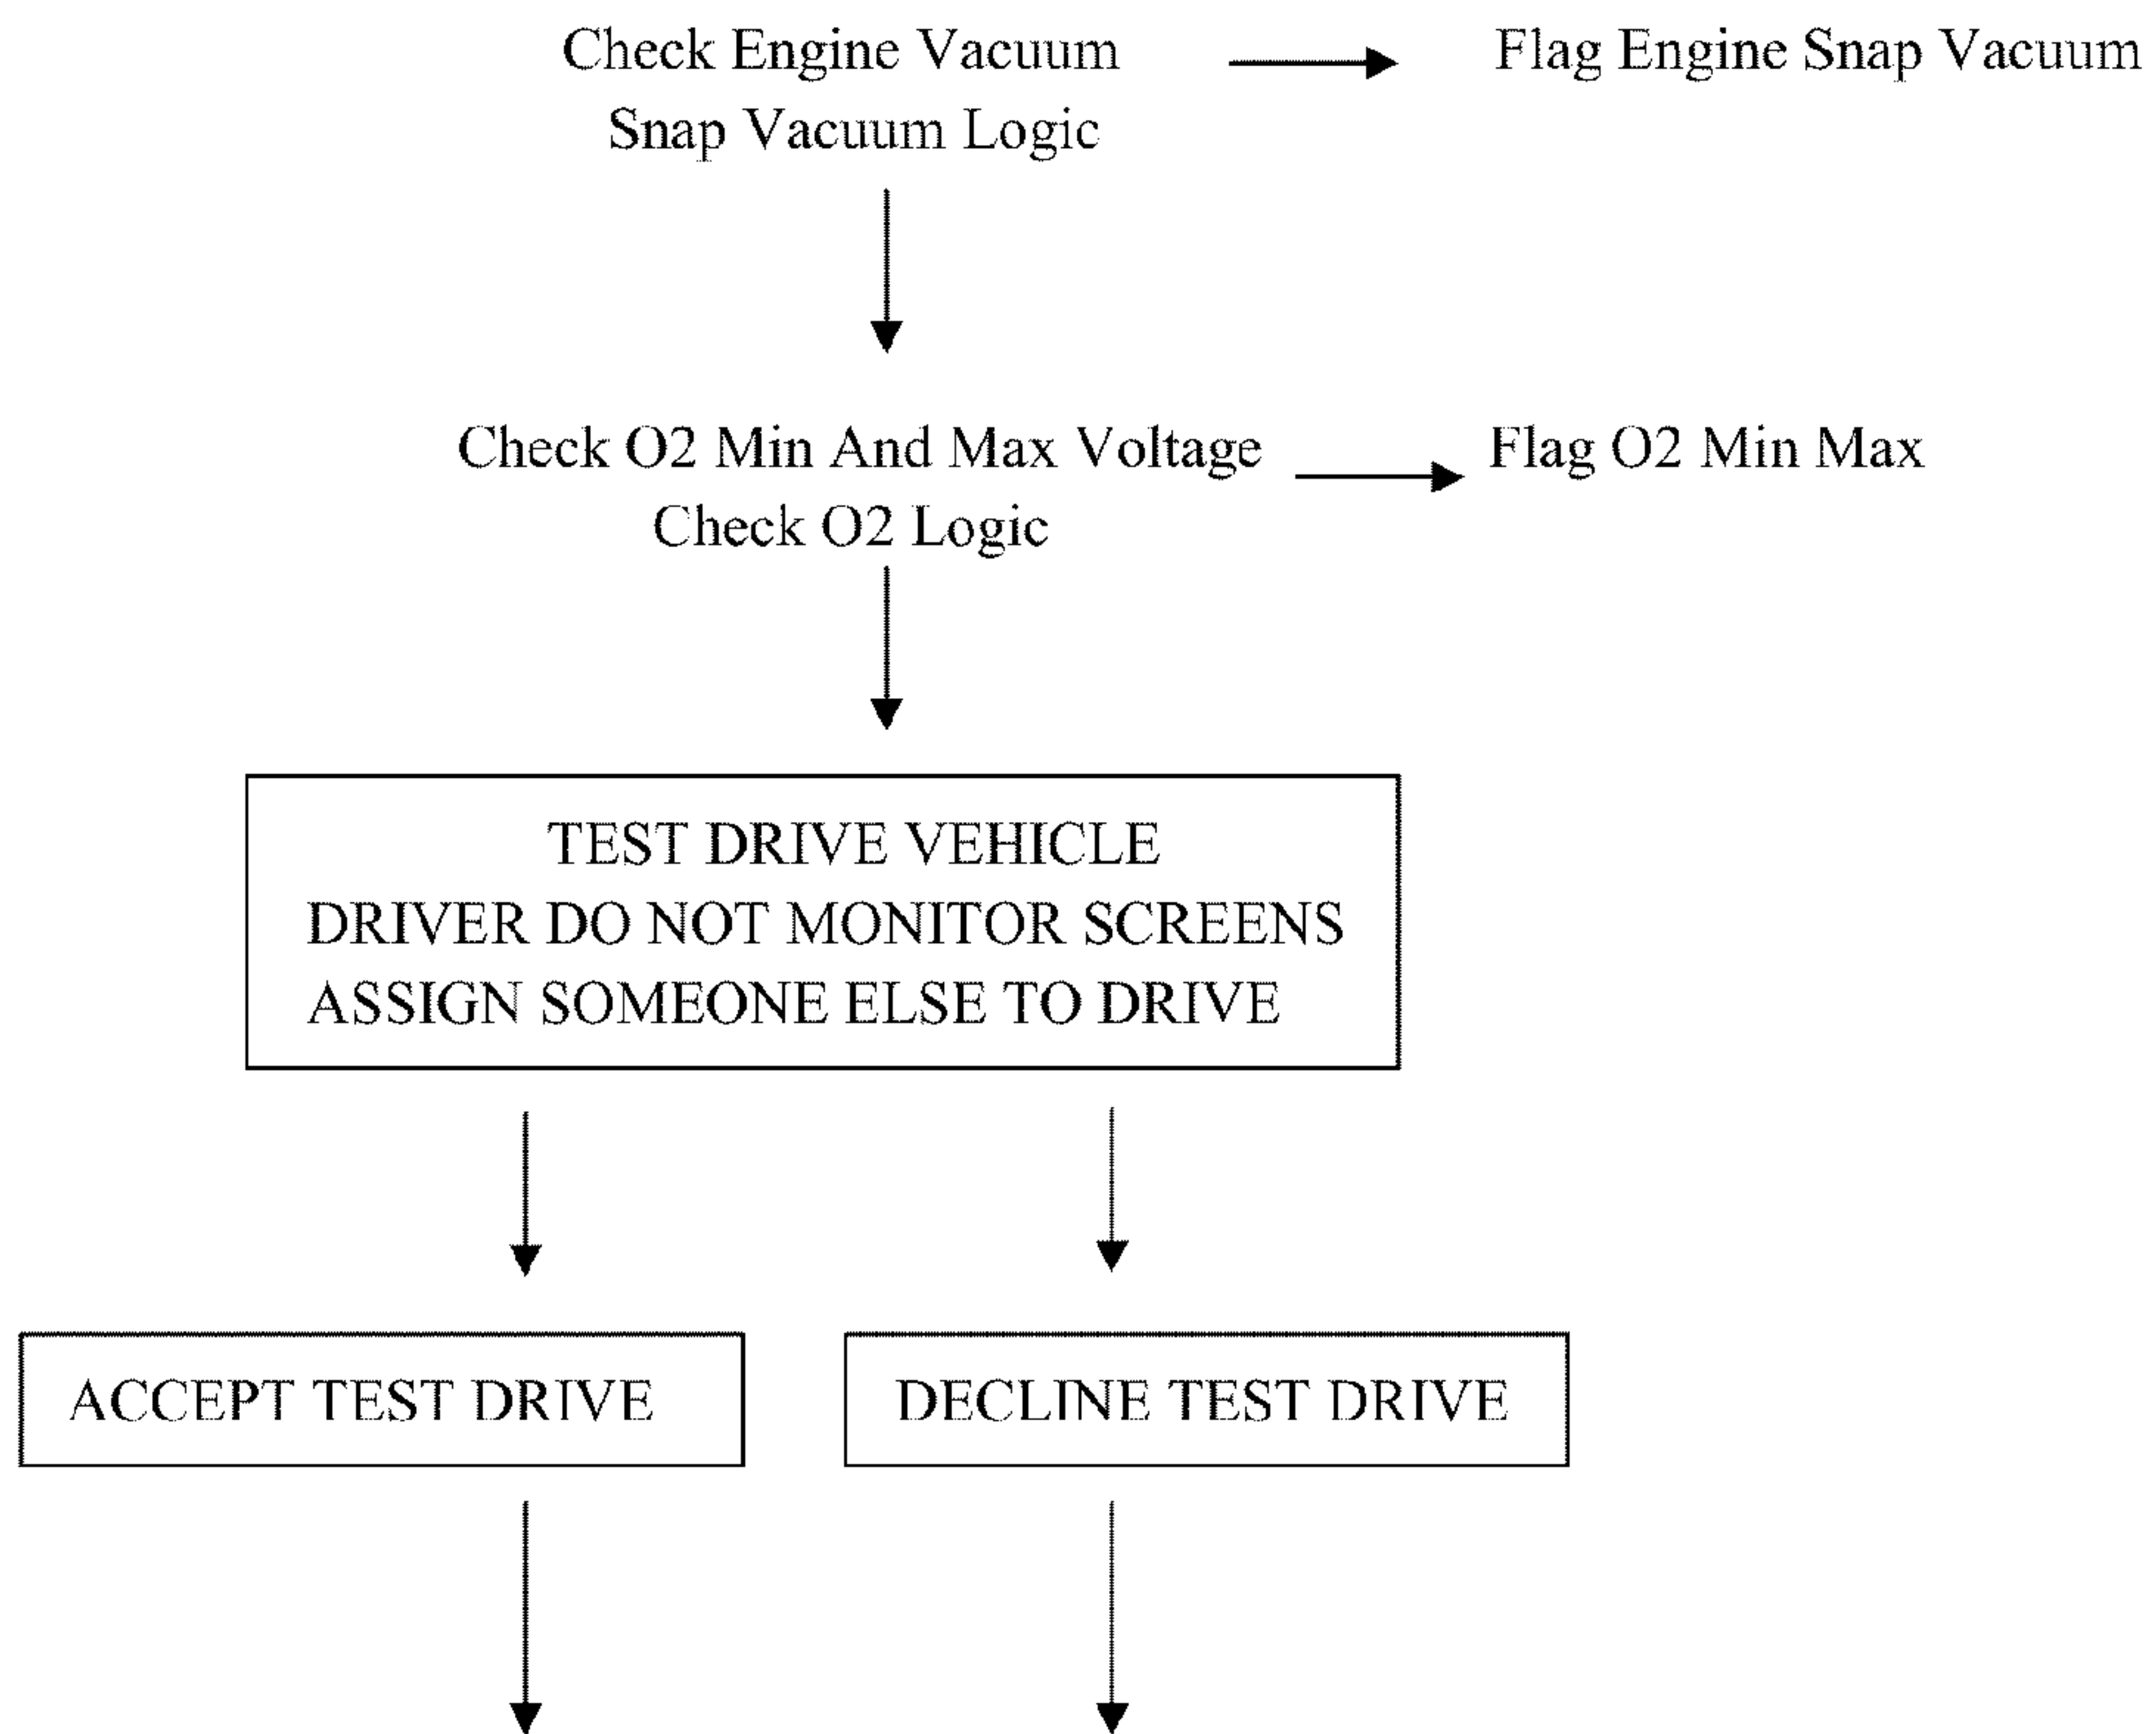 Check Engine Vacuum
Snap Vacuum Logic
Flag Engine Snap Vacuum
Check O2 Min And Max Voltage
Check O2 Logic
Flag O2 Min Max
TEST DRIVE VEHICLE
DRIVER DO NOT MONITOR SCREENS
ASSIGN SOMEONE ELSE TO DRIVE
ACCEPT TEST DRIVE
DECLINE TEST DRIVE